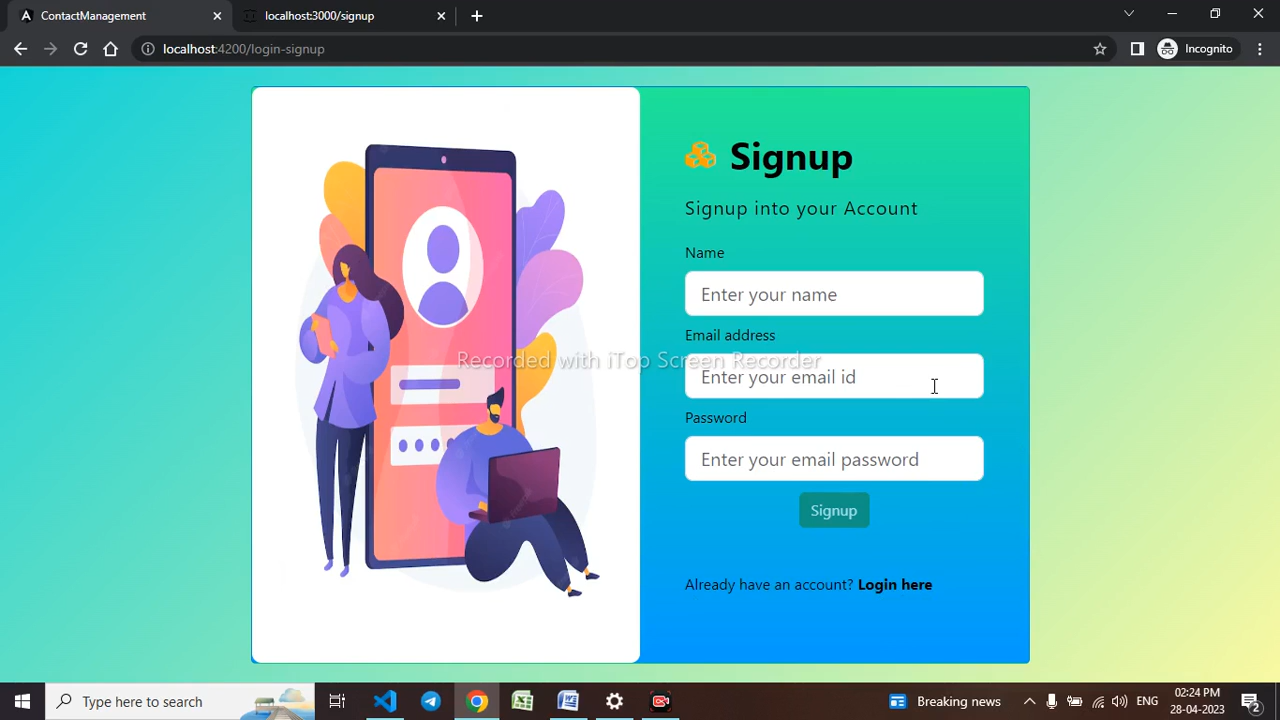 ContactManagement
localhost:3000/signup
localhost:4200/login-signup
Incognito
Signup
Signup into your Account
Name
Enter your name
Email address
Recorded with iTop Screen Recorder
Enter your email id
Password
Enter your email password
Signup
Already have an account? Login here
Type here to search
Breaking news
ENG
02:24 PM
28-04-2023
2